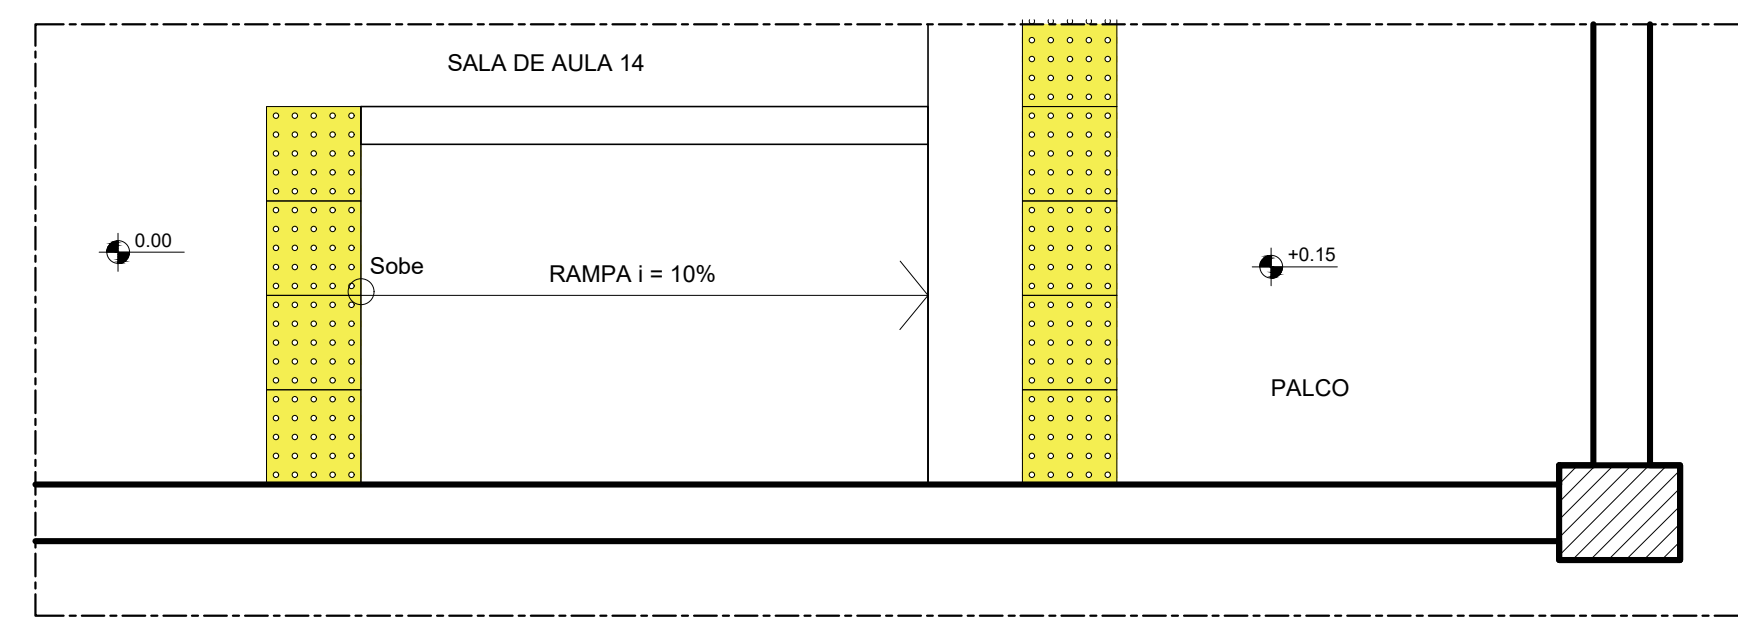 SALA DE AULA 14
0.00
Sobe
RAMPA i = 10%
+0.15
PALCO